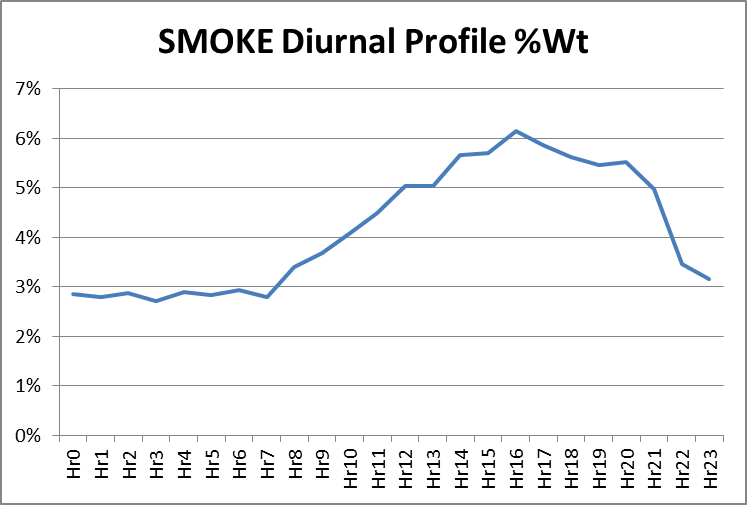 SMOKE Diurnal Profile %Wt
7%
6%
5%
4%
3%
2%
1%
0%
Hr0
Hr1
Hr2
Hr3
Hr4
Hr5
Hr6
Hr7
Hr8
Hr9
Hr10
Hr11
Hr12
Hr13
Hr14
Hr15
Hr16
Hr17
Hr18
Hr19
Hr20
Hr21
Hr22
Hr23